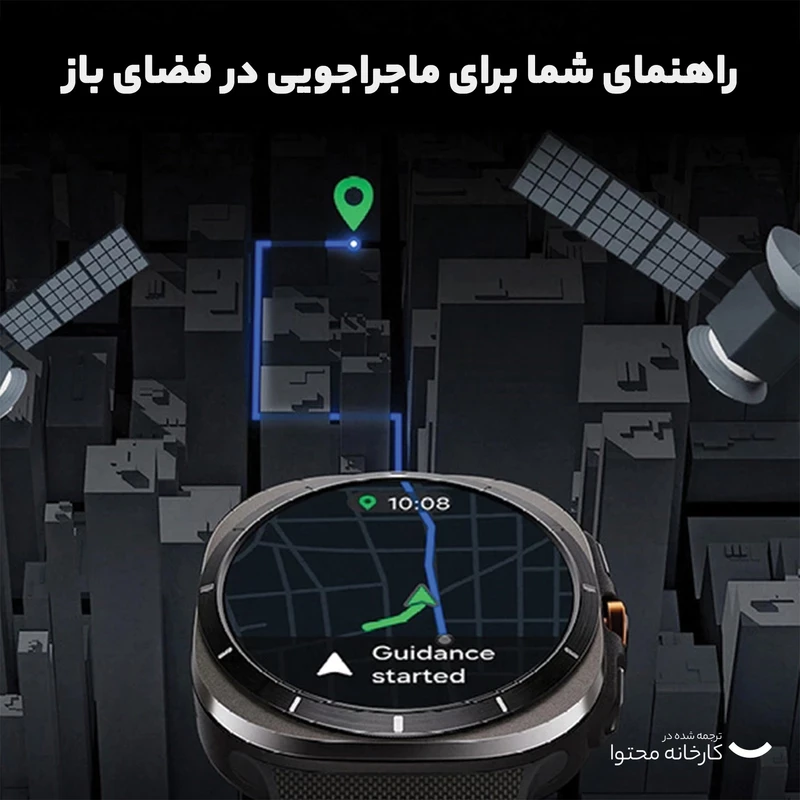 راهنمای شما برای ماجراجویی در فضای باز
10:08
Guidance
started
ترجمه شده در
کارخانه محتوا